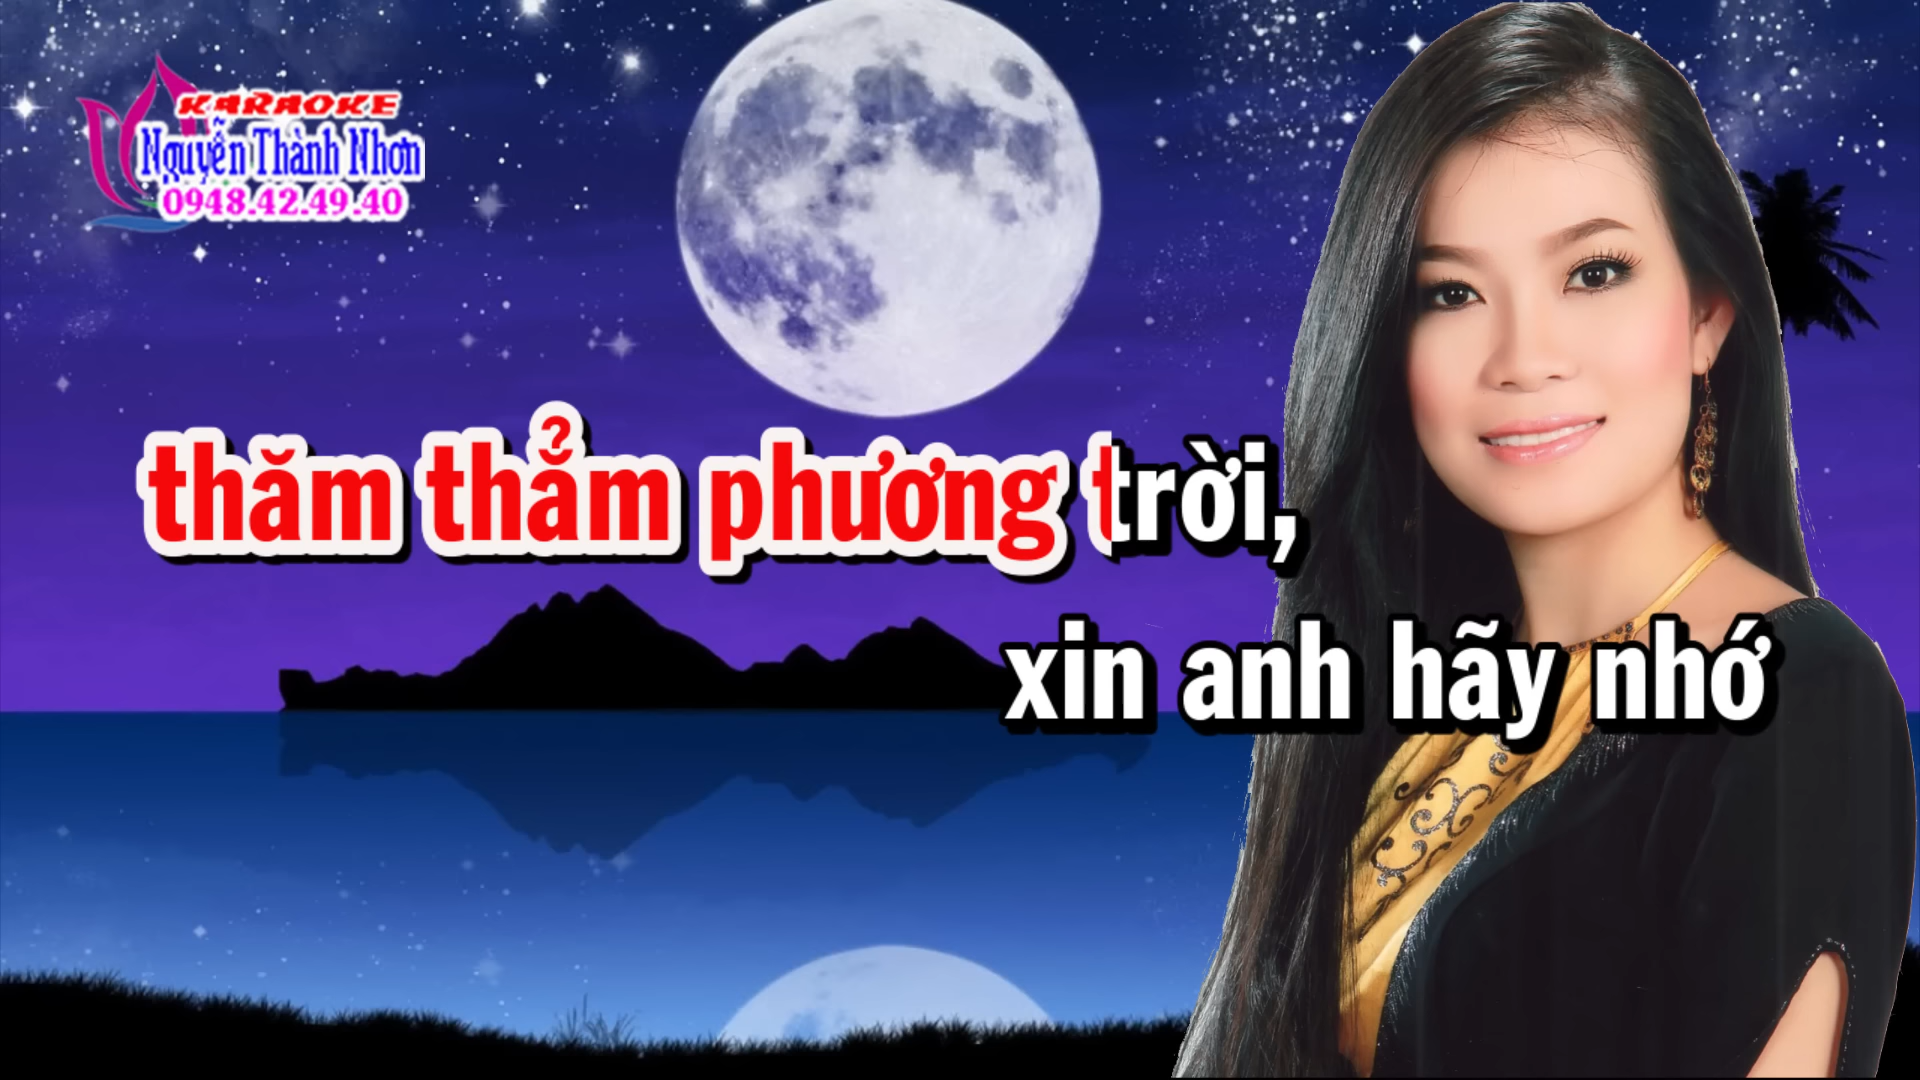 KARAOKE
Nguyễn Thành Nhơn
0948.42.49.40
thăm thẳm phương trời,
xin anh hãy nhớ